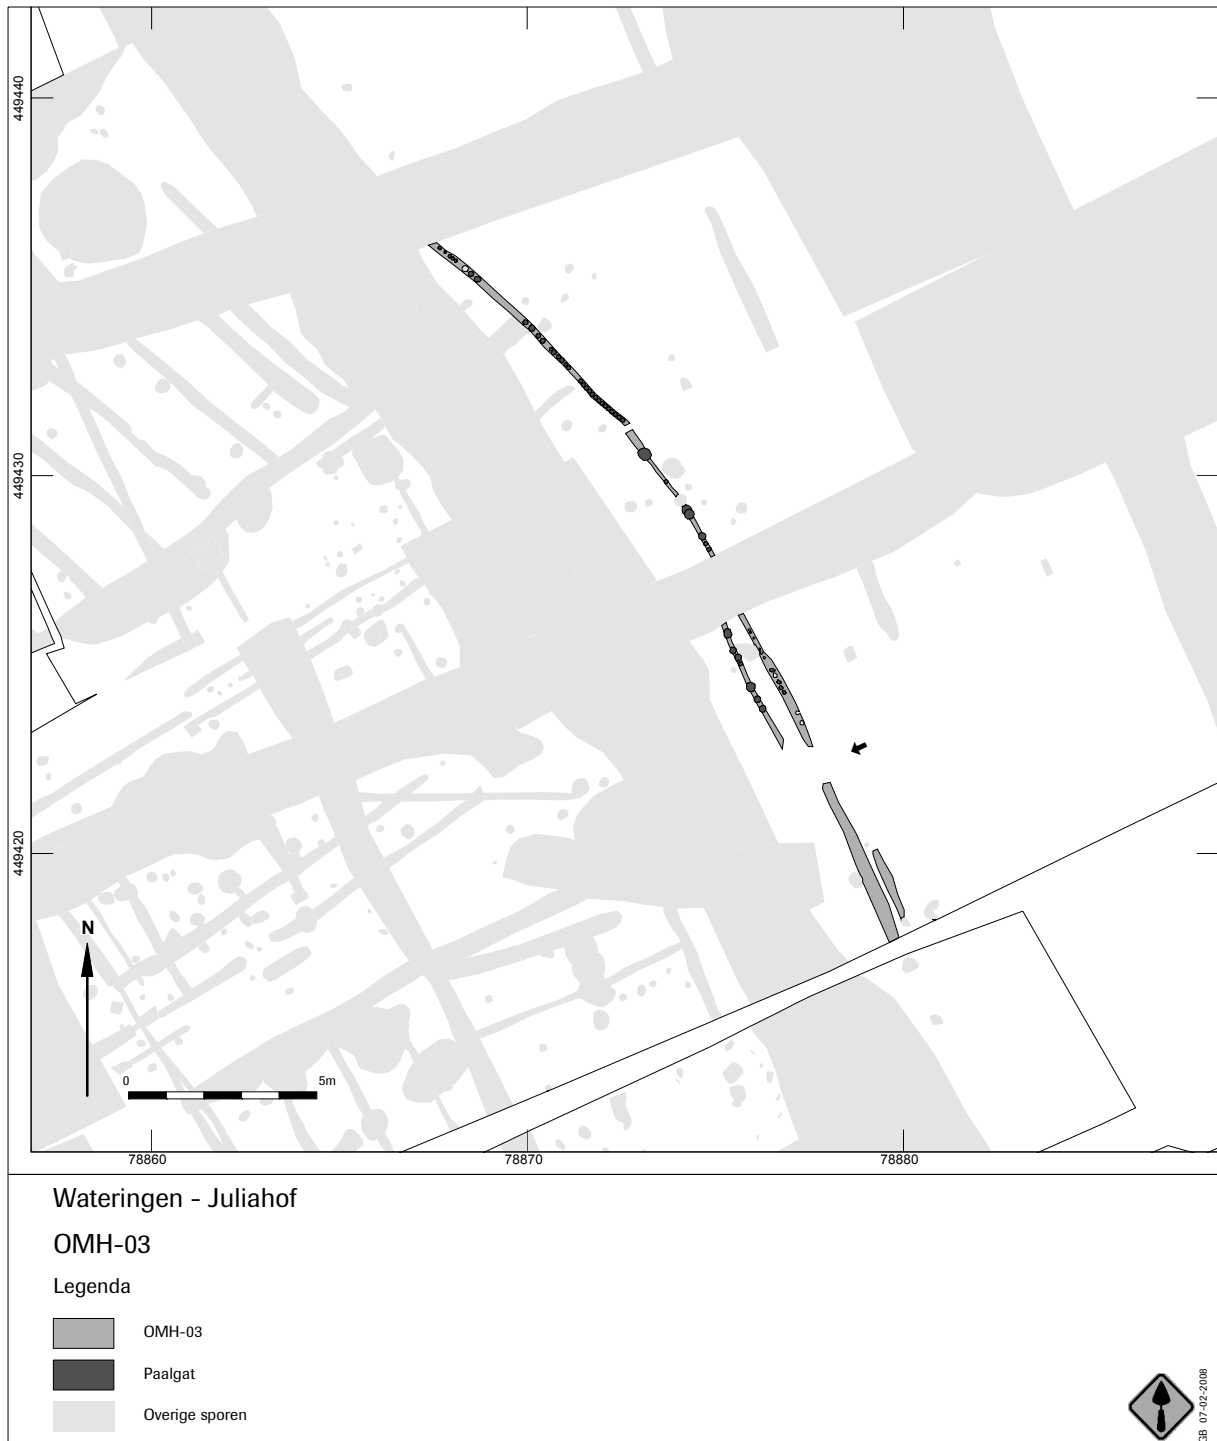 449440
449430
449420
N
0 5m
78860 78870 78880
Wateringen - Juliahof
OMH-03
Legenda
OMH-03
Paalgat
Overige sporen
07-02-2008